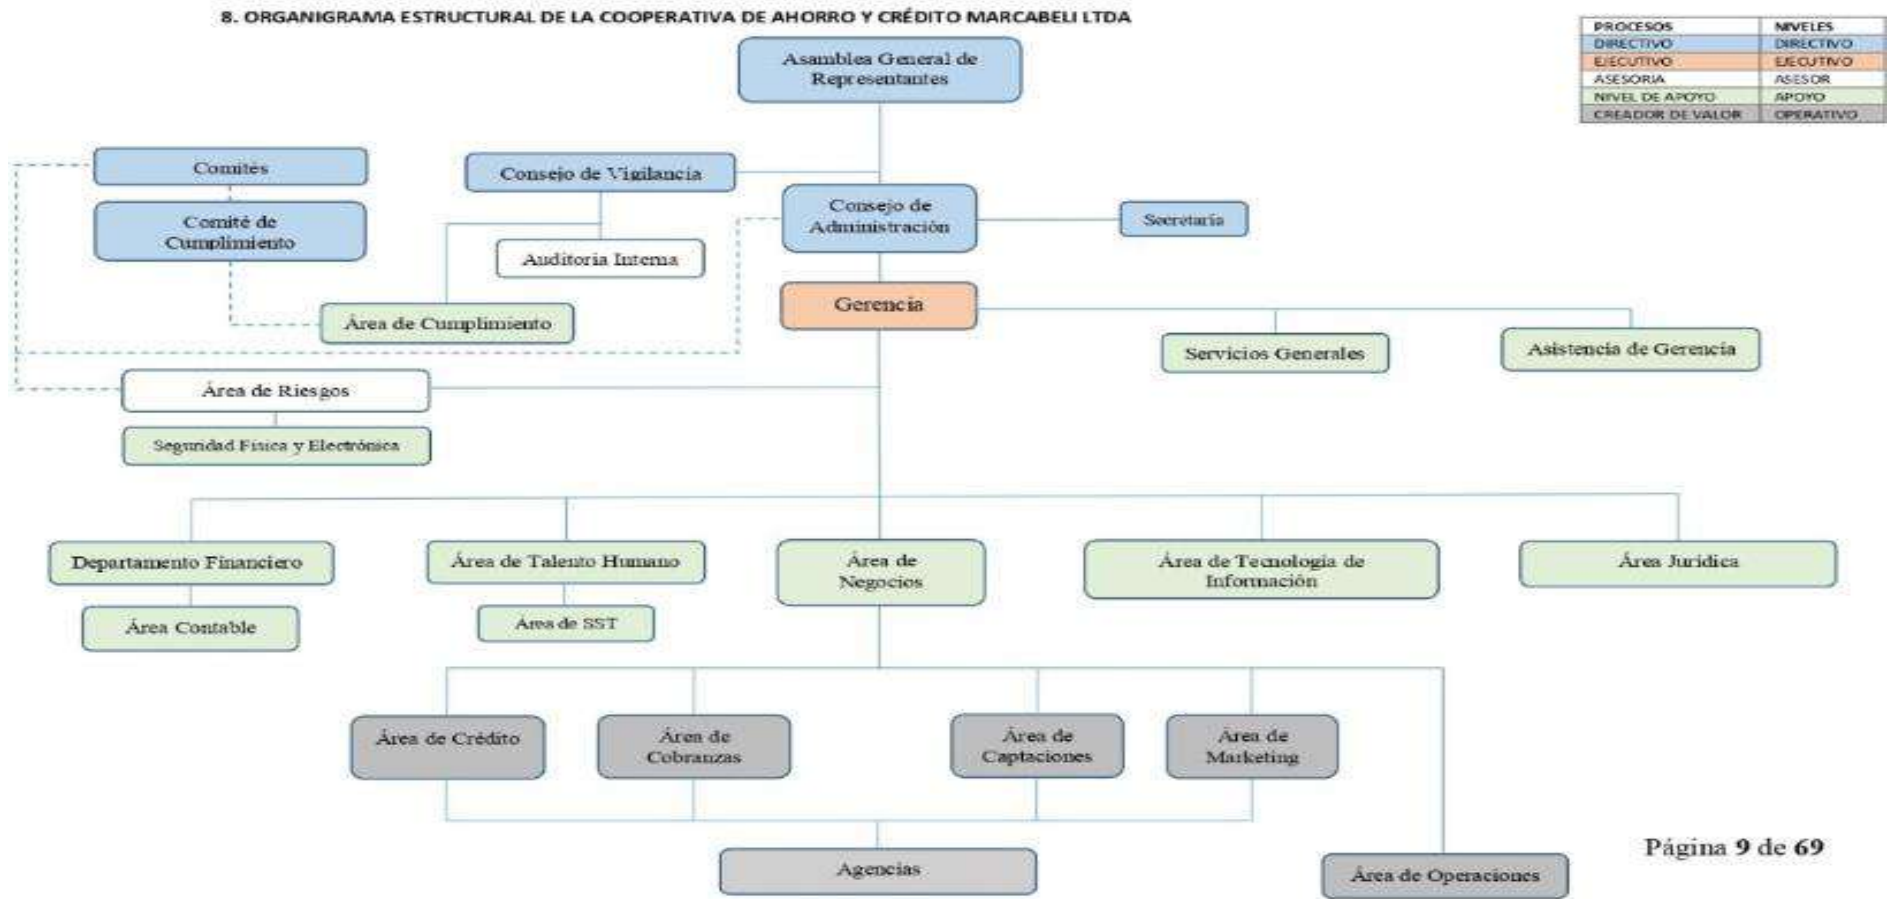 8. ORGANIGRAMA ESTRUCTURAL DE LA COOPERATIVA DE AHORRO Y CRÉDITO MARCABELI LTDA
PROCESOS NIVELES
DIRECTIVO DIRECTIVO
EJECUTIVO EJECUTIVO
ASESORIA ASESOR
NIVEL DE APOYO APOYO
CREADOR DE VALOR OPERATIVO
Asamblea General de
Representantes
Comités
Consejo de Vigilancia
Comité de
Cumplimiento
Consejo de
Administración
Secretaría
Auditoria Interna
Gerencia
Área de Cumplimiento
Servicios Generales
Asistencia de Gerencia
Área de Riesgos
Seguridad Física y Electrónica
Departamento Financiero
Área de Talento Humano
Área de
Negocios
Área de Tecnología de
Información
Área Jurídica
Área Contable
Área de SST
Área de Crédito
Área de
Cobranzas
Área de
Captaciones
Área de
Marketing
Agencias
Área de Operaciones
Página 9 de 69